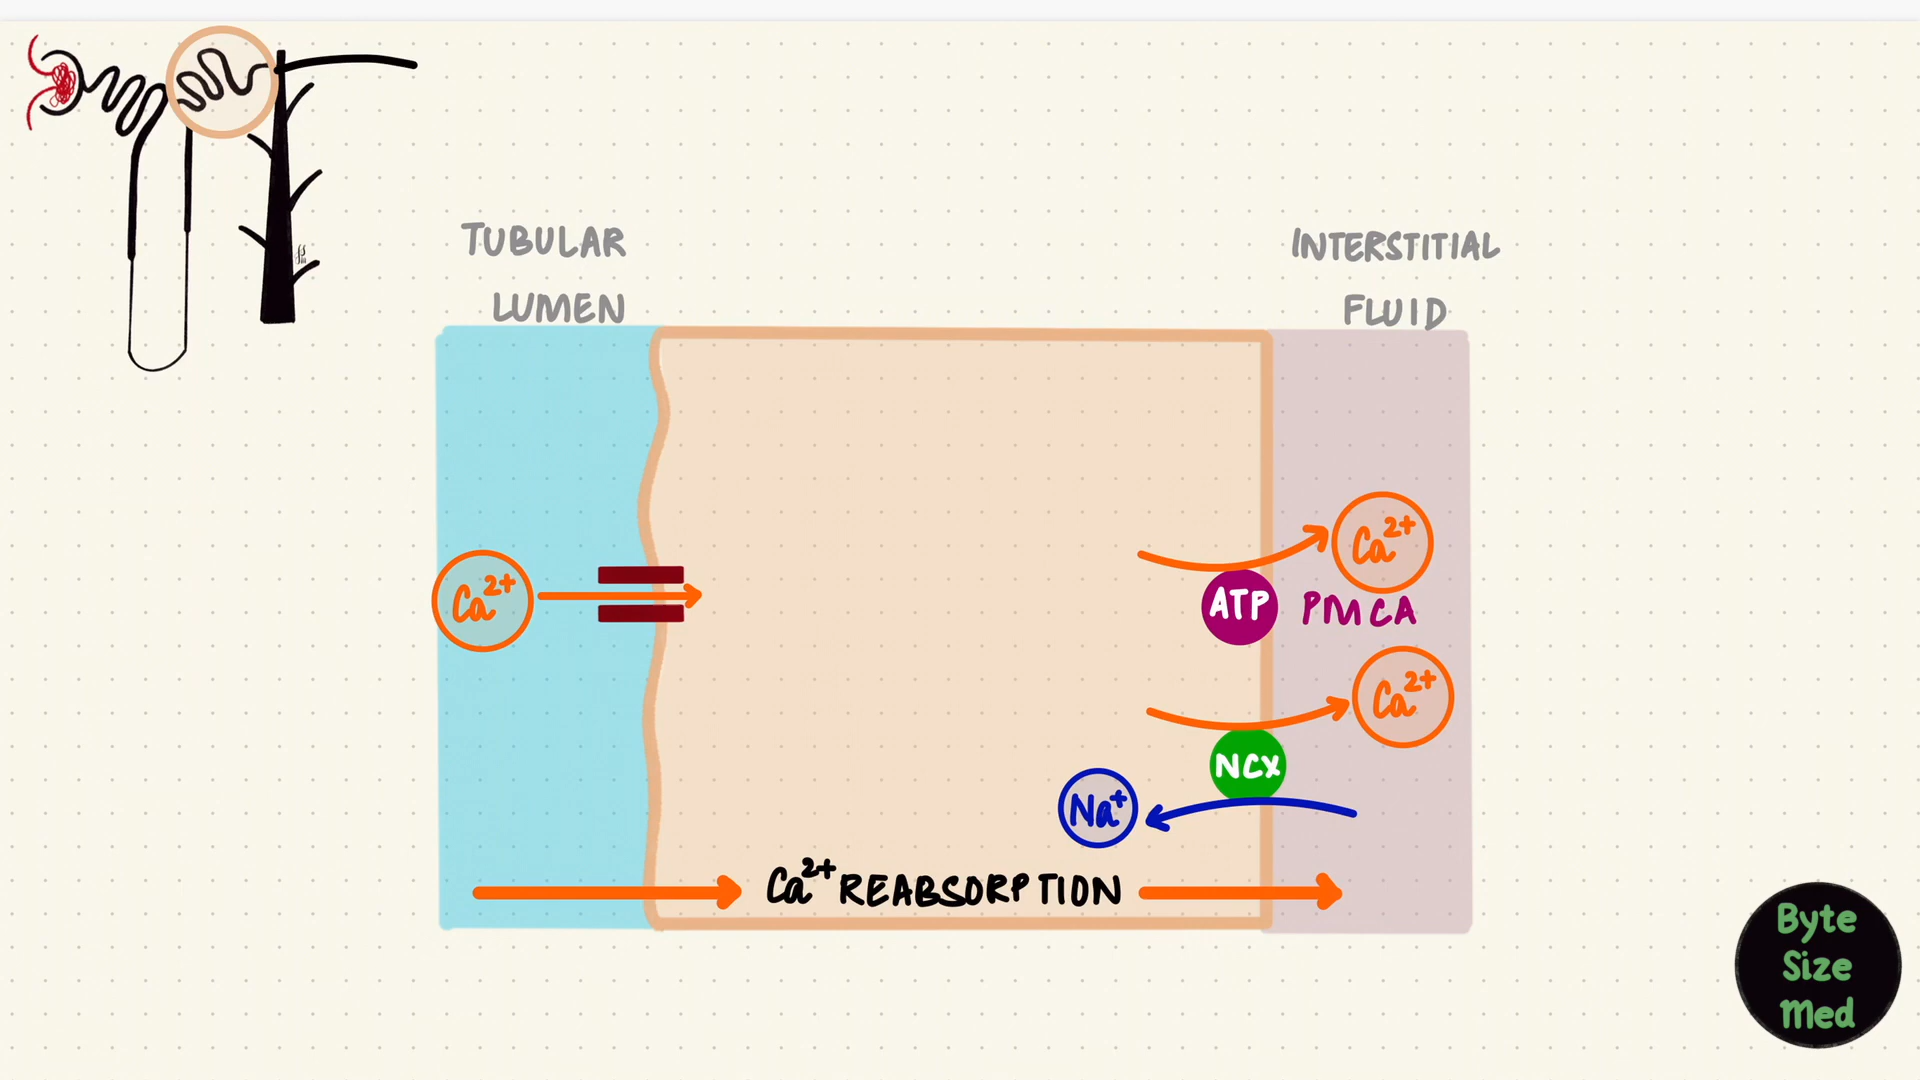 TUBULAR
LUMEN
INTERSTITIAL
FLUID
Ca²⁺
Ca²⁺
ATP
PMCA
Ca²⁺
NCX
Na⁺
Ca²⁺ REABSORPTION
Byte
Size
Med